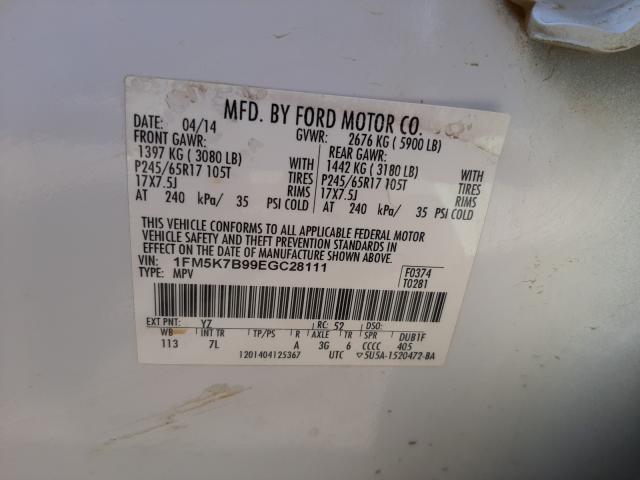 MFD. BY FORD MOTOR CO.
DATE: 04/14 GVWR: 2676 KG ( 5900 LB)
FRONT GAWR: REAR GAWR:
1397 KG ( 3080 LB) WITH 1442 KG ( 3180 LB) WITH
P245/65R17 105T TIRES P245/65R17 105T TIRES
17X7.5J RIMS 17X7.5J RIMS
AT 240 kPa/ 35 PSI COLD AT 240 kPa/ 35 PSI COLD
THIS VEHICLE CONFORMS TO ALL APPLICABLE FEDERAL MOTOR
VEHICLE SAFETY AND THEFT PREVENTION STANDARDS IN
EFFECT ON THE DATE OF MANUFACTURE SHOWN ABOVE.
VIN: 1FM5K7B99EGC28111 F0374
TYPE: MPV T0281
EXT PNT: YZ RC: 52 DSO:
WB INT TR TP/PS R AXLE TR SPR DUB1F
113 7L A 3G 6 CCCC 405
1201404125367 UTC 5U5A-1520472-BA